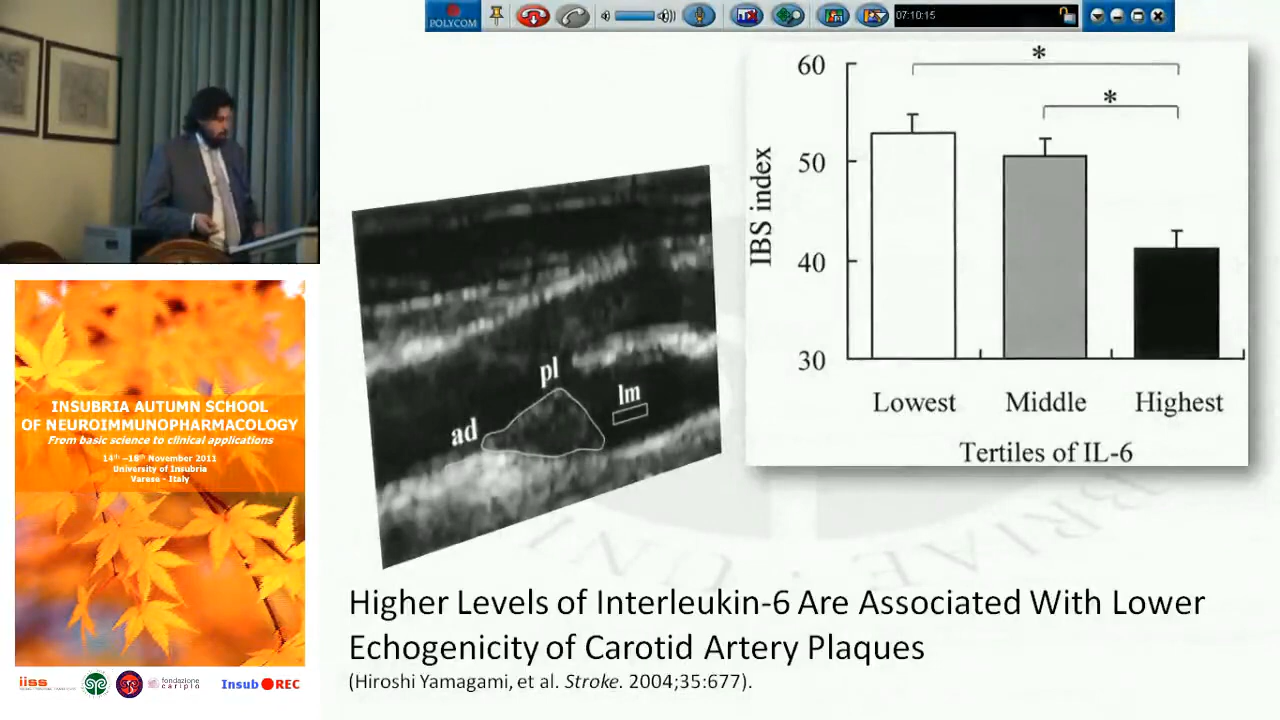 POLYCOM
07:10:15
INSUBRIA AUTUMN SCHOOL
OF NEUROIMMUNOPHARMACOLOGY
From basic science to clinical applications
14th –18th November 2011
University of Insubria
Varese - Italy
iiss
fondazione
cariplo
InsubREC
ad
pl
lm
*
*
60
50
40
30
IBS index
Lowest Middle Highest
Tertiles of IL-6
Higher Levels of Interleukin-6 Are Associated With Lower
Echogenicity of Carotid Artery Plaques
(Hiroshi Yamagami, et al. Stroke. 2004;35:677).